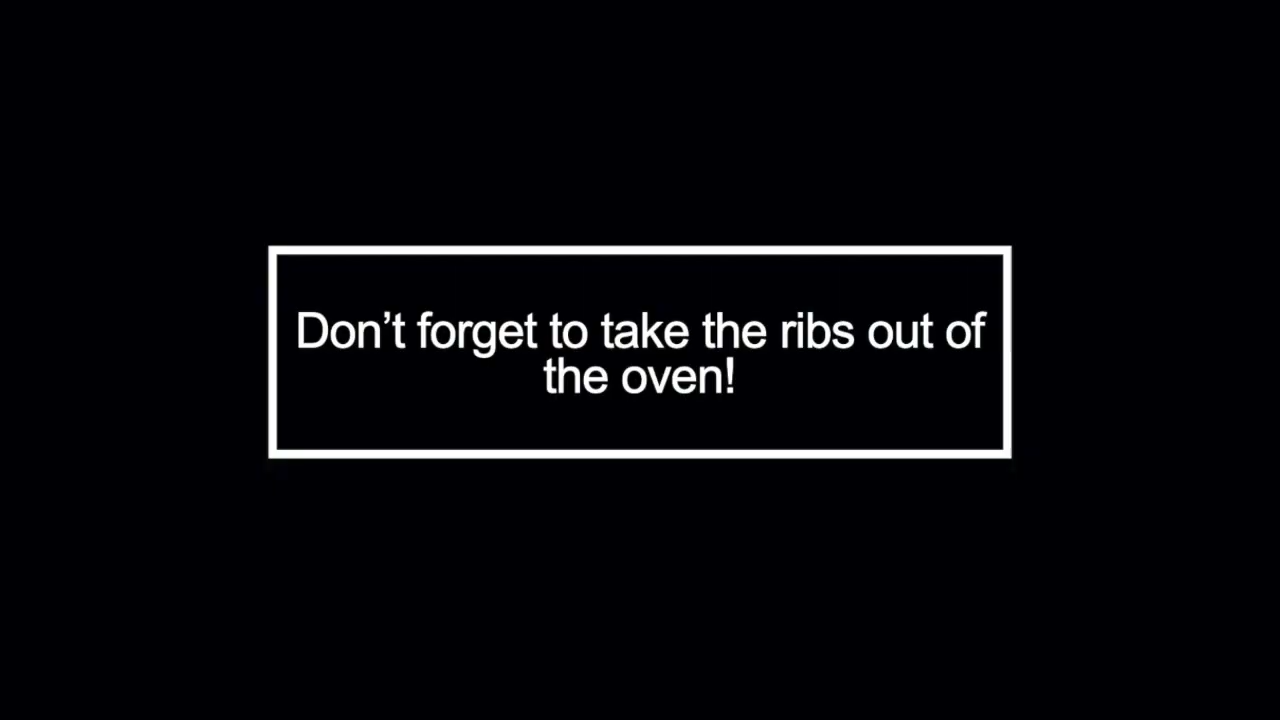 Don’t forget to take the ribs out of
the oven!